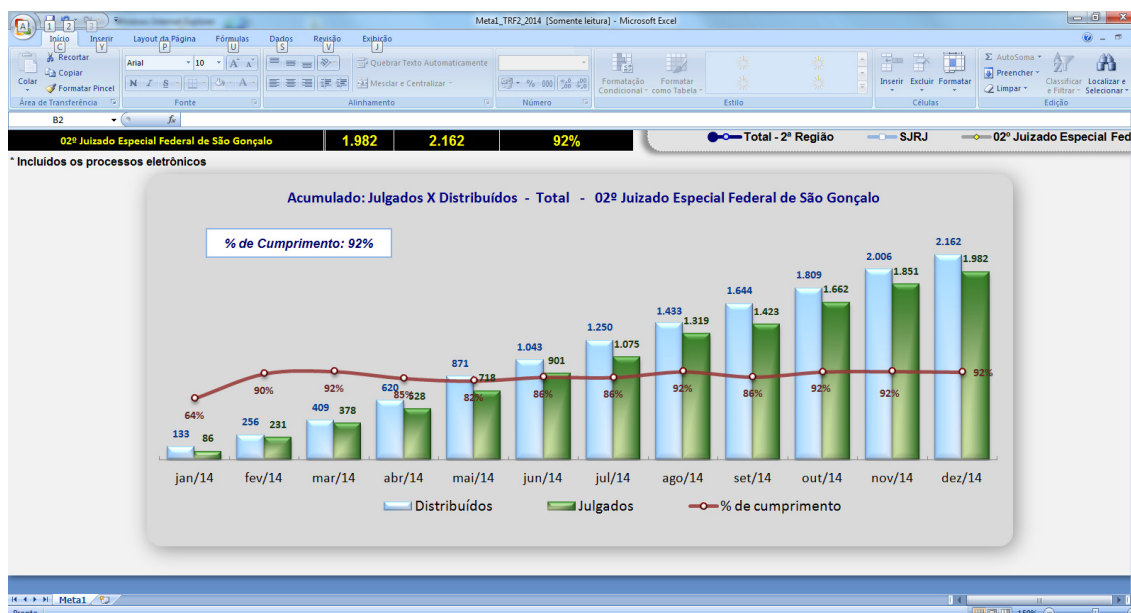 Meta1_TRF2_2014 [Somente leitura] - Microsoft Excel
A 1 2 3
Início Inserir Layout da Página Fórmulas Dados Revisão Exibição
C Y P U S V J
Colar
Recortar
Copiar
Formatar Pincel
Área de Transferência
Arial 10 A A
N I S A
Fonte
Quebrar Texto Automaticamente
Mesclar e Centralizar
Alinhamento
% 000
Número
Formatação Condicional
Formatar como Tabela
Estilo
Inserir Excluir Formatar
Células
Σ AutoSoma
Preencher
Limpar
Classificar e Filtrar
Localizar e Selecionar
Edição
B2 fx
02º Juizado Especial Federal de São Gonçalo 1.982 2.162 92%
Total - 2ª Região SJRJ 02º Juizado Especial Fed
* Incluídos os processos eletrônicos
Acumulado: Julgados X Distribuídos - Total - 02º Juizado Especial Federal de São Gonçalo
% de Cumprimento: 92%
133 256 409 620 871 1.043 1.250 1.433 1.644 1.809 2.006 2.162
86 231 378 528 718 901 1.075 1.319 1.423 1.662 1.851 1.982
64% 90% 92% 85% 82% 86% 86% 92% 86% 92% 92% 92%
jan/14 fev/14 mar/14 abr/14 mai/14 jun/14 jul/14 ago/14 set/14 out/14 nov/14 dez/14
Distribuídos Julgados % de cumprimento
Meta1
Pronto 150%